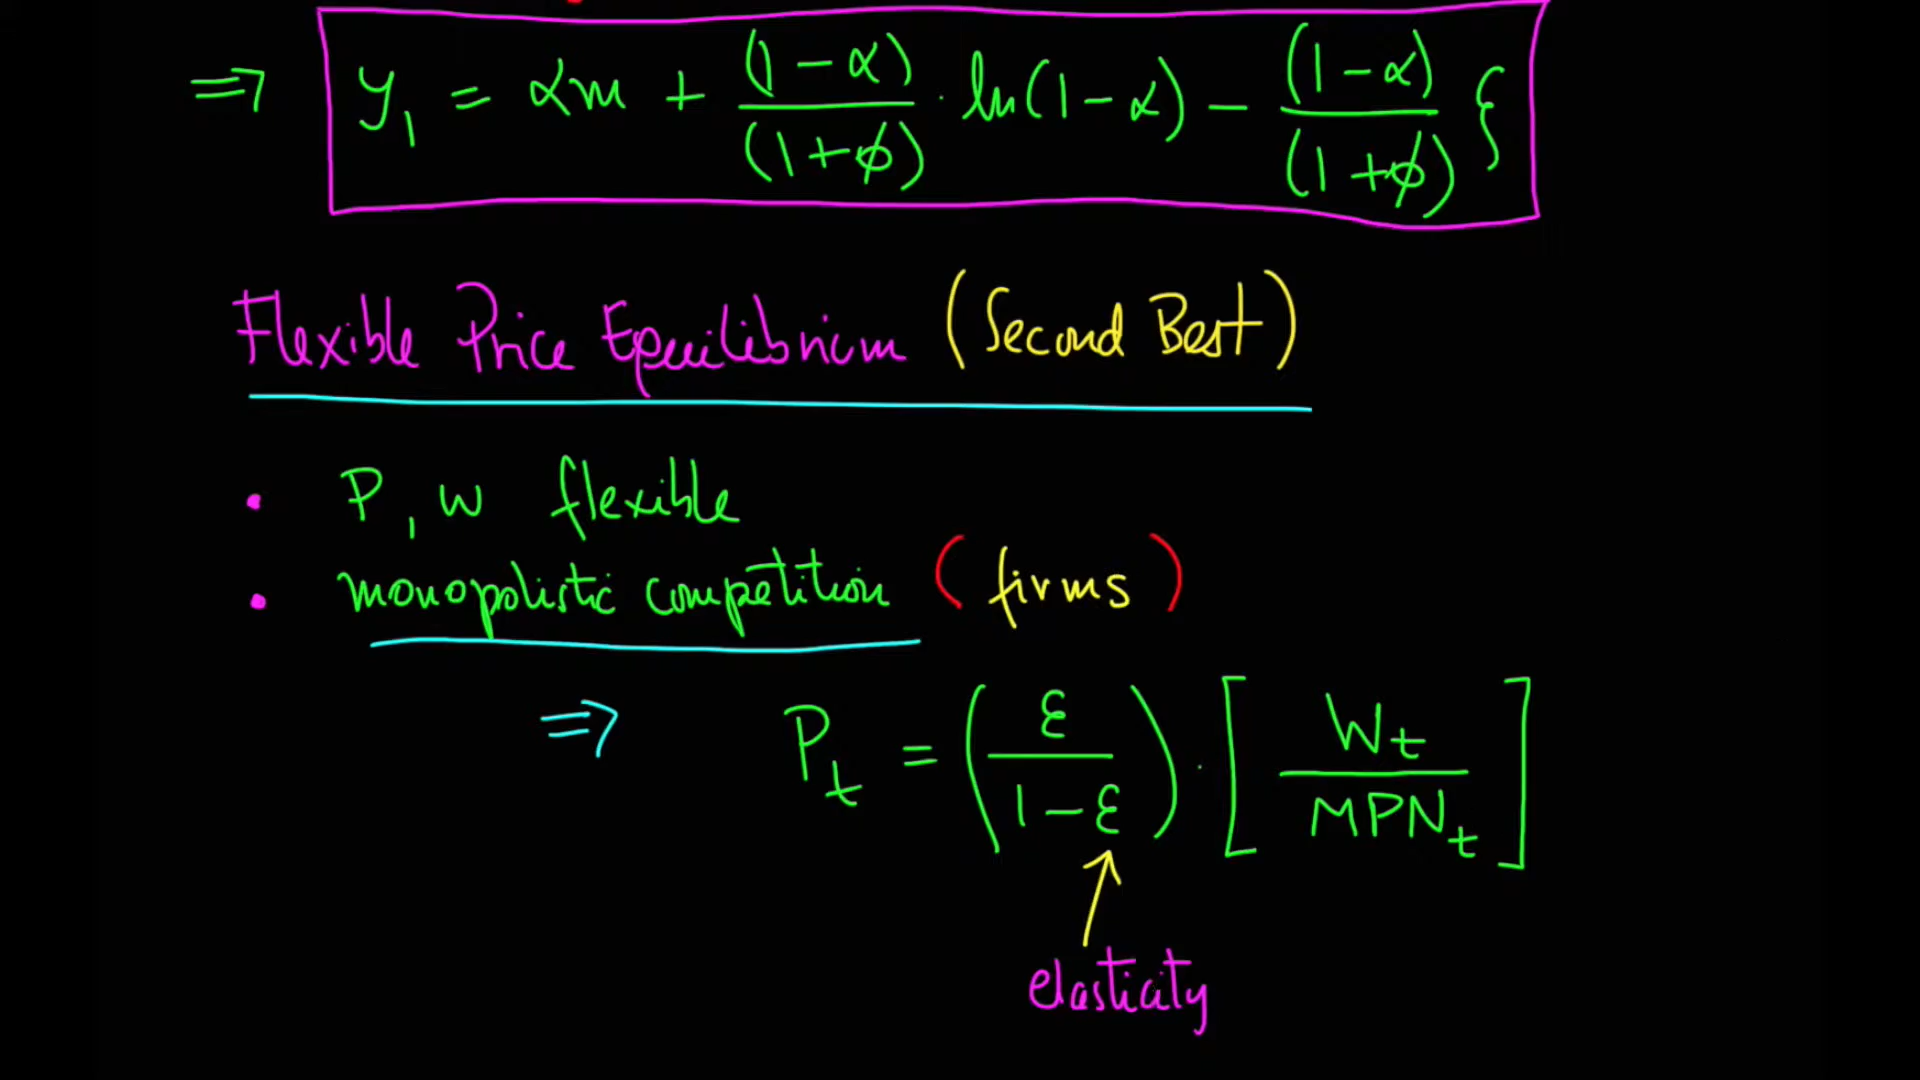 ⇒ y₁ = αm + (1-α)/(1+ϕ) · ln(1-α) - (1-α)/(1+ϕ) ξ
Flexible Price Equilibrium (Second Best)
• P, w flexible
• monopolistic competition (firms)
⇒ Pt = (ε/(1-ε)) · [Wt/MPNt]
elasticity